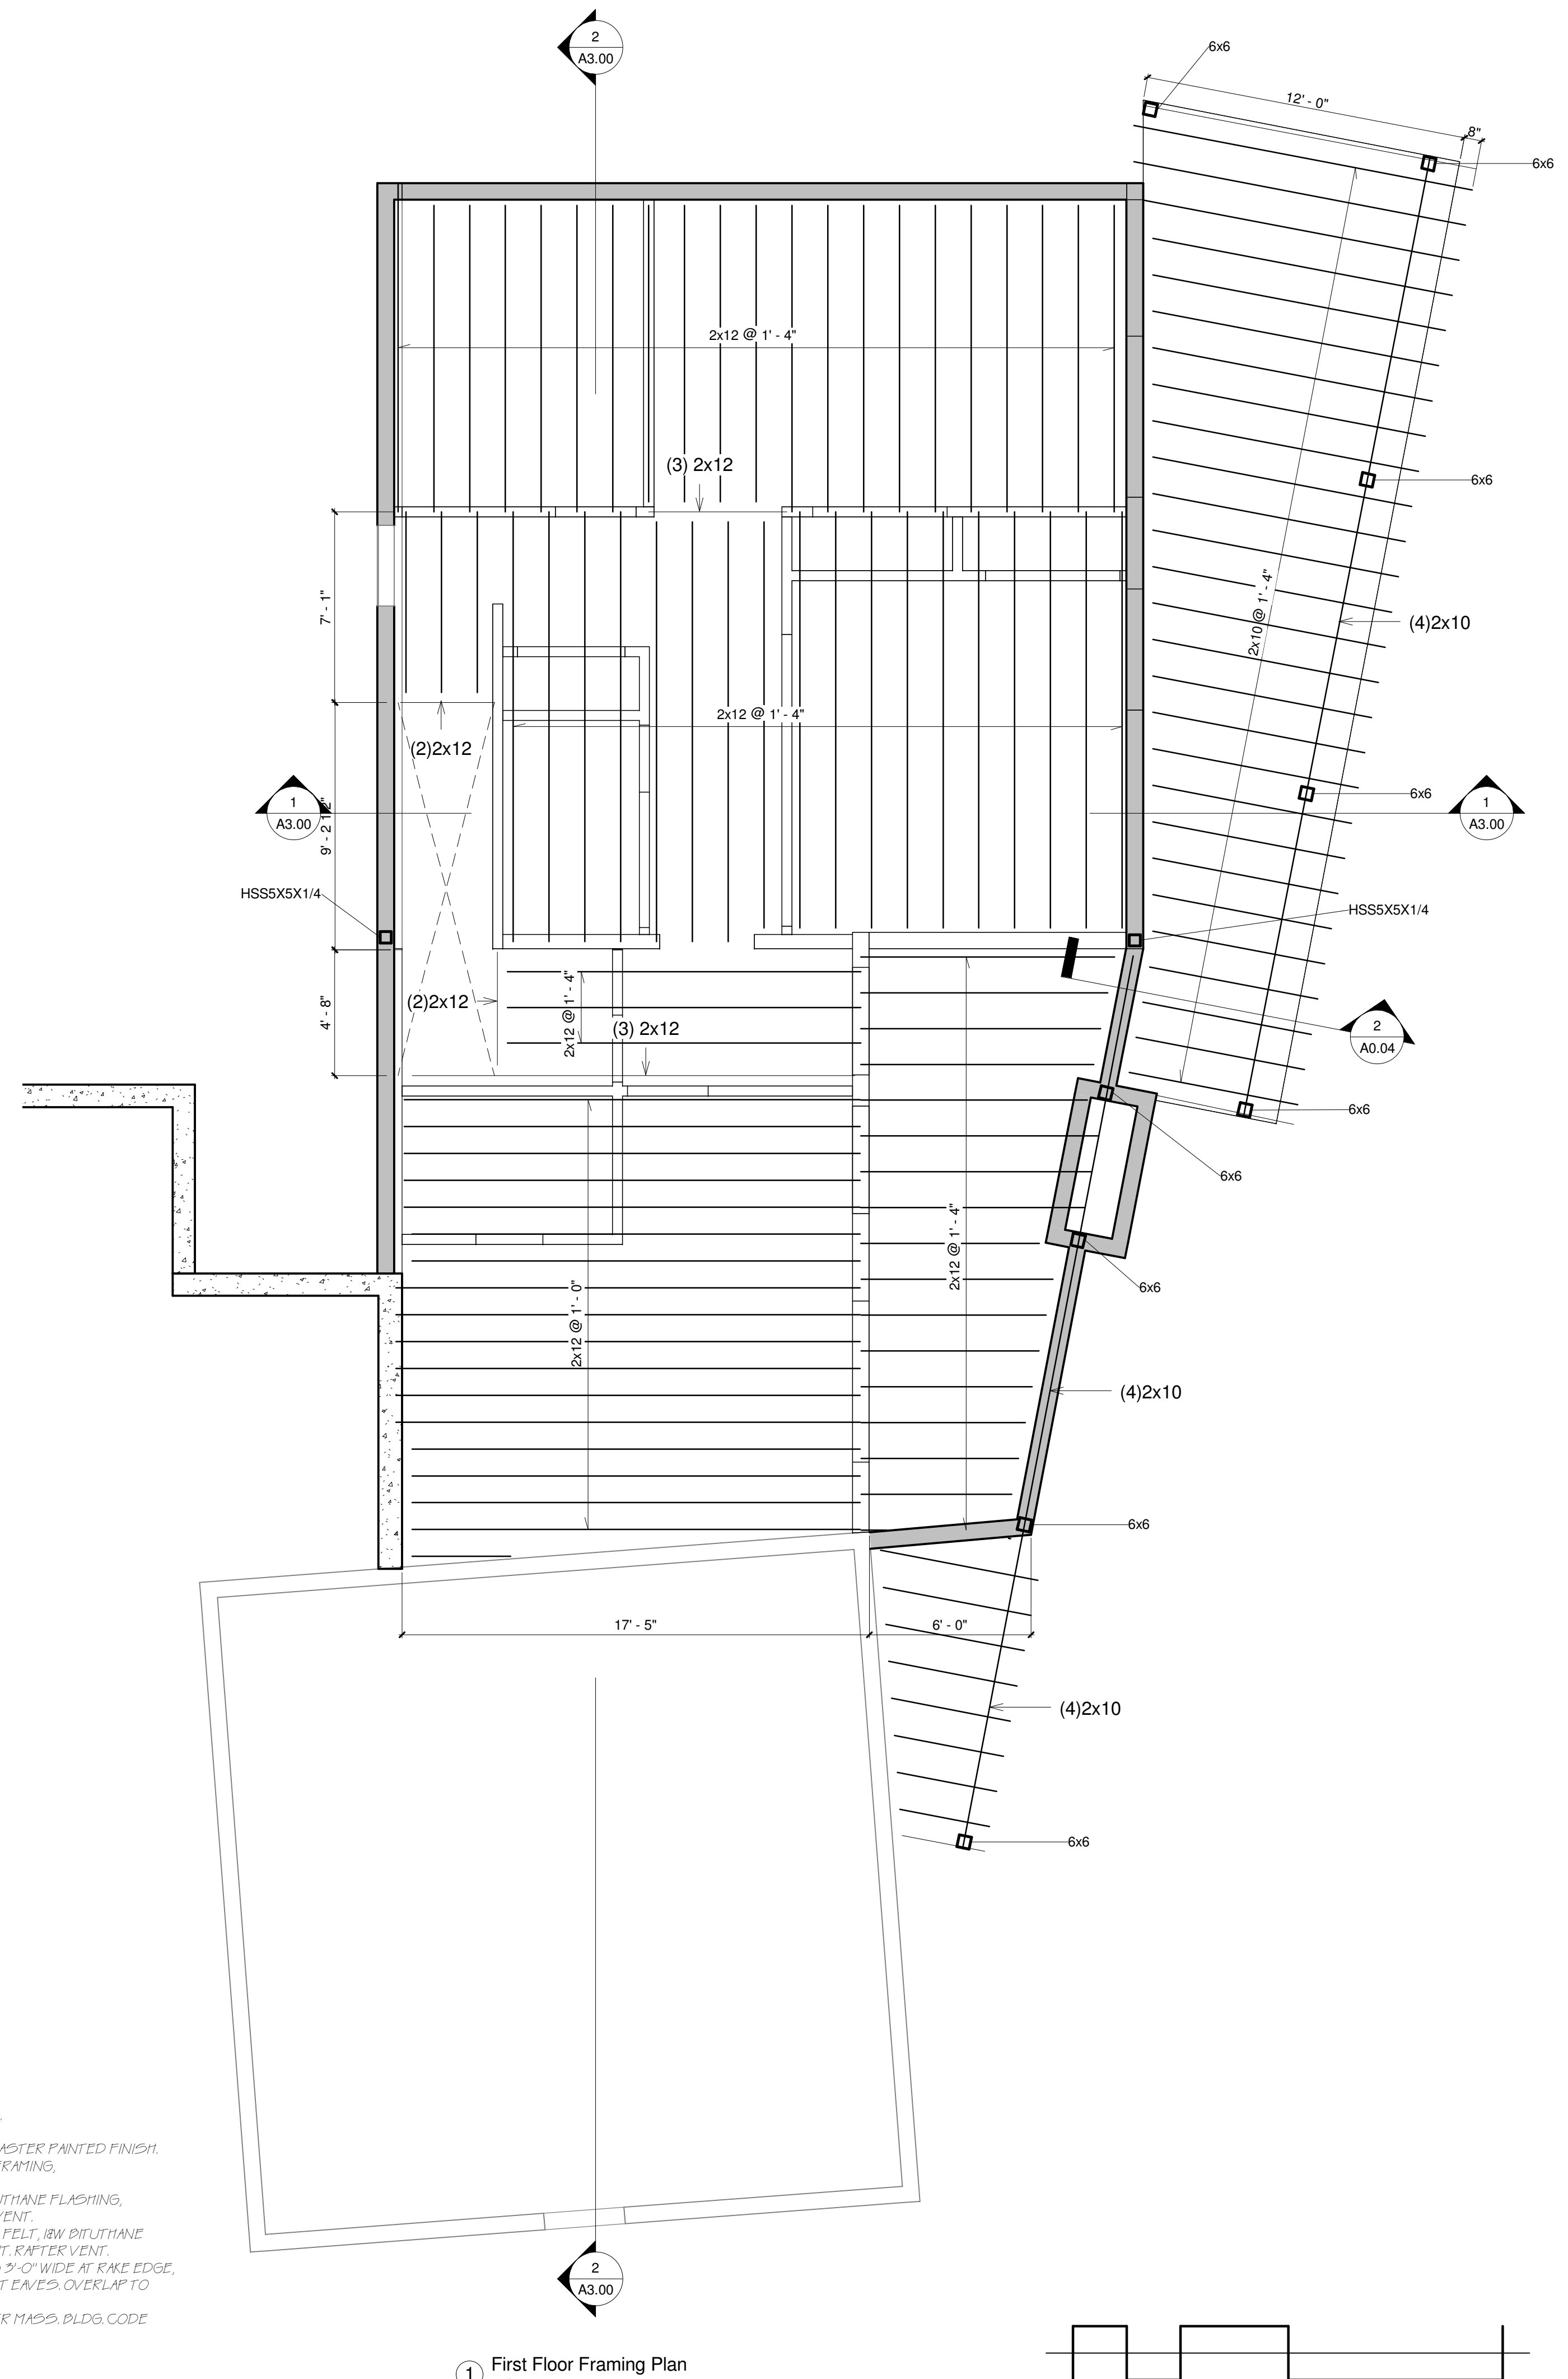 2
A3.00
6x6
12' - 0"
8"
6x6
2x12 @ 1' - 4"
(3) 2x12
6x6
7' - 1"
2x10 @ 1' - 4"
(4)2x10
2x12 @ 1' - 4"
(2)2x12
1
A3.00
9' - 2 1/2"
6x6
1
A3.00
HSS5X5X1/4
HSS5X5X1/4
4' - 8"
(2)2x12
2x12 @ 1' - 4"
(3) 2x12
2
A0.04
6x6
6x6
2x12 @ 1' - 4"
6x6
2x12 @ 1' - 0"
(4)2x10
6x6
17' - 5"
6' - 0"
(4)2x10
6x6
ASTER PAINTED FINISH.
FRAMING,
UTHANE FLASHING,
VENT.
FELT, I&W BITUTHANE
T. RAFTER VENT.
3'-0" WIDE AT RAKE EDGE,
T EAVES. OVERLAP TO
R MASS. BLDG. CODE
2
A3.00
1
First Floor Framing Plan